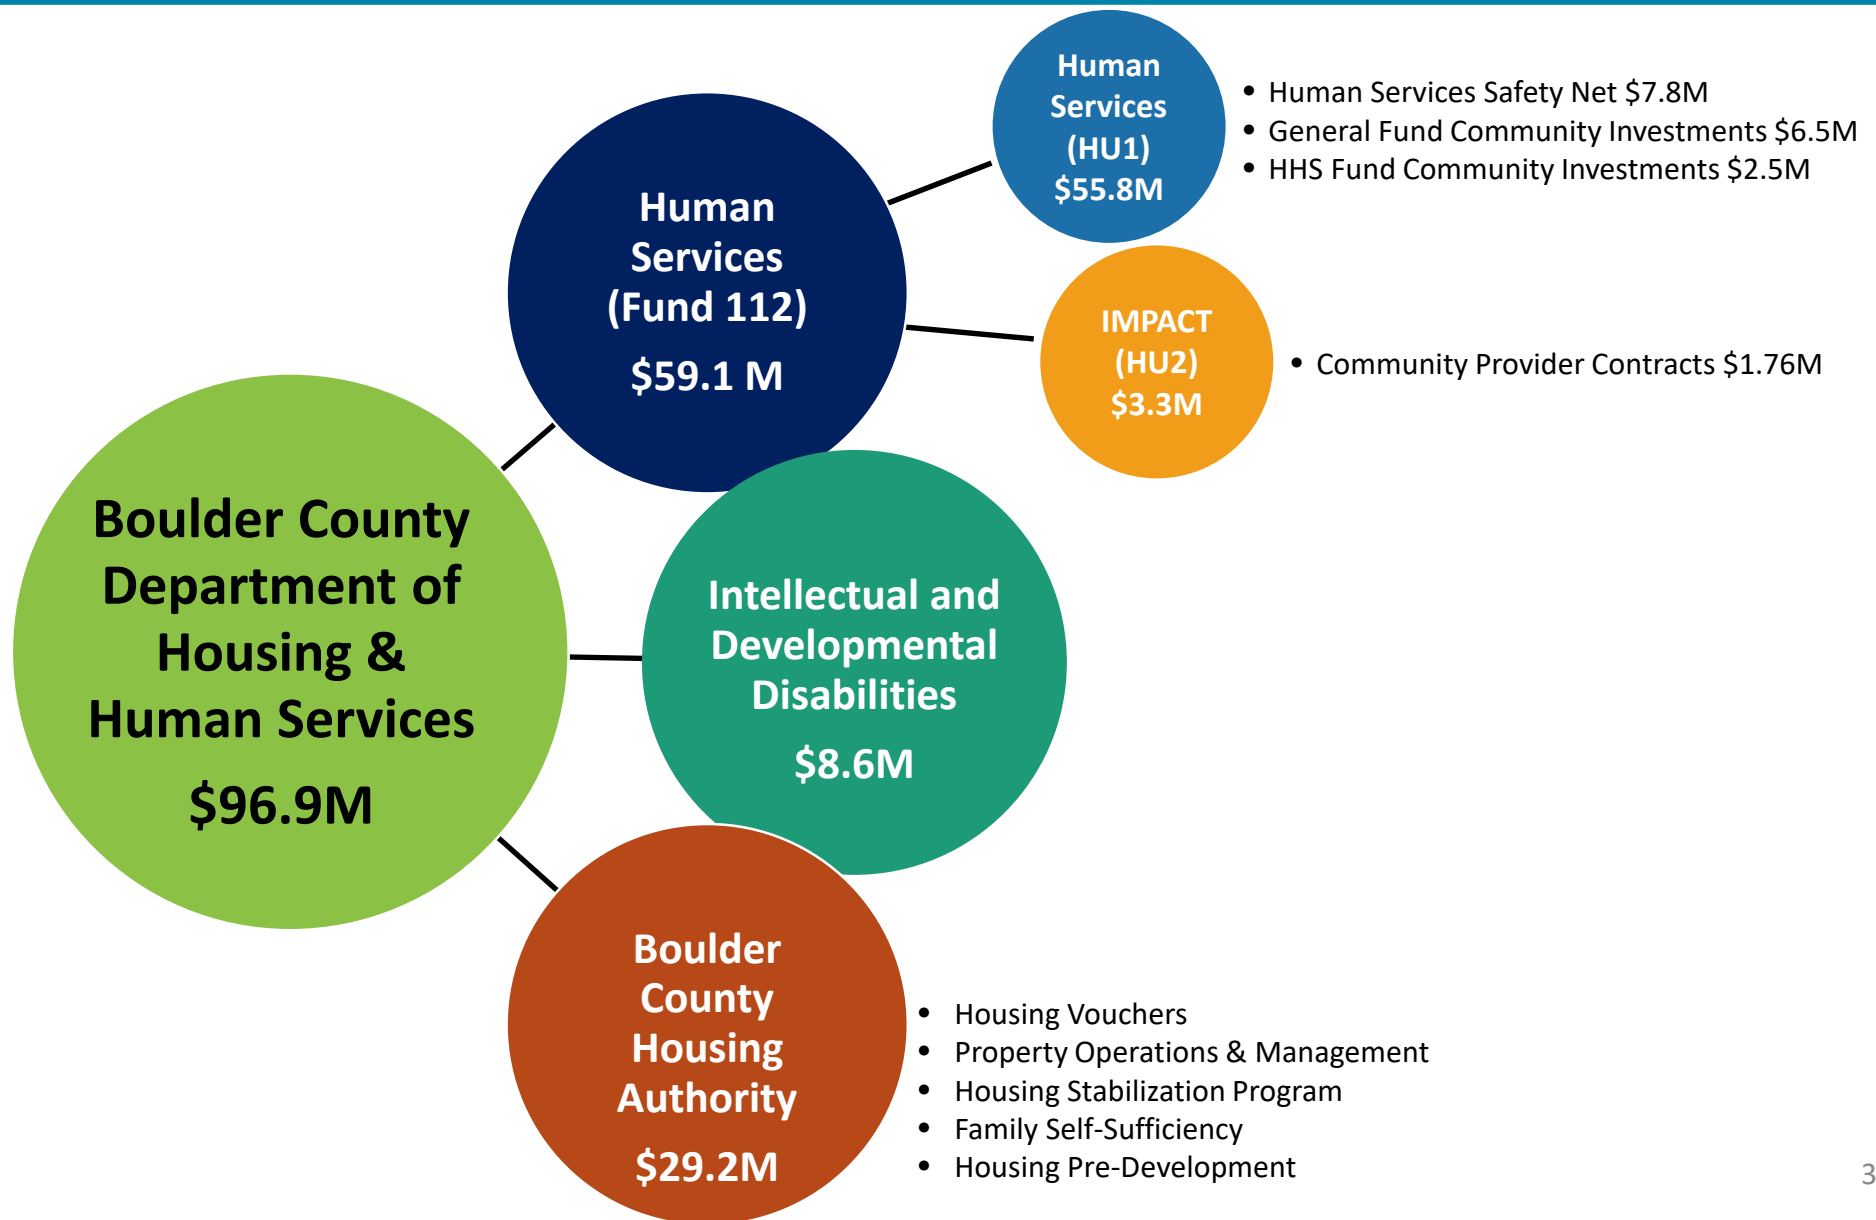 Boulder County
Department of
Housing &
Human Services
$96.9M
Human
Services
(Fund 112)
$59.1 M
Human
Services
(HU1)
$55.8M
• Human Services Safety Net $7.8M
• General Fund Community Investments $6.5M
• HHS Fund Community Investments $2.5M
IMPACT
(HU2)
$3.3M
• Community Provider Contracts $1.76M
Intellectual and
Developmental
Disabilities
$8.6M
Boulder
County
Housing
Authority
$29.2M
• Housing Vouchers
• Property Operations & Management
• Housing Stabilization Program
• Family Self-Sufficiency
• Housing Pre-Development
3